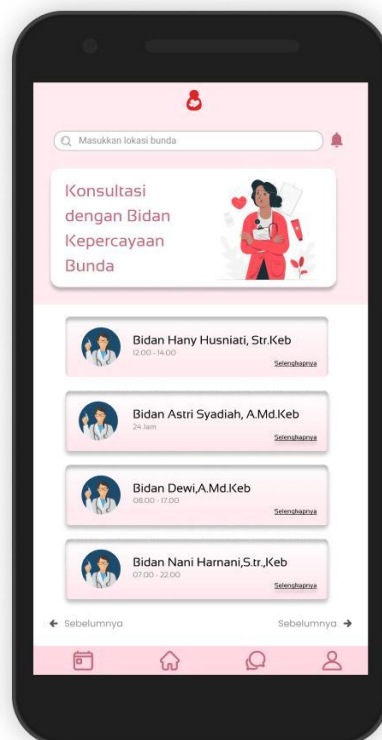 Masukkan lokasi bunda
Konsultasi
dengan Bidan
Kepercayaan
Bunda
Bidan Hany Husniati, Str.Keb
12.00 - 14.00
Selengkapnya
Bidan Astri Syadiah, A.Md.Keb
24 Jam
Selengkapnya
Bidan Dewi,A.Md.Keb
08.00 - 17.00
Selengkapnya
Bidan Nani Harnani,S.tr.,Keb
07.00 - 22.00
Selengkapnya
Sebelumnya Sebelumnya